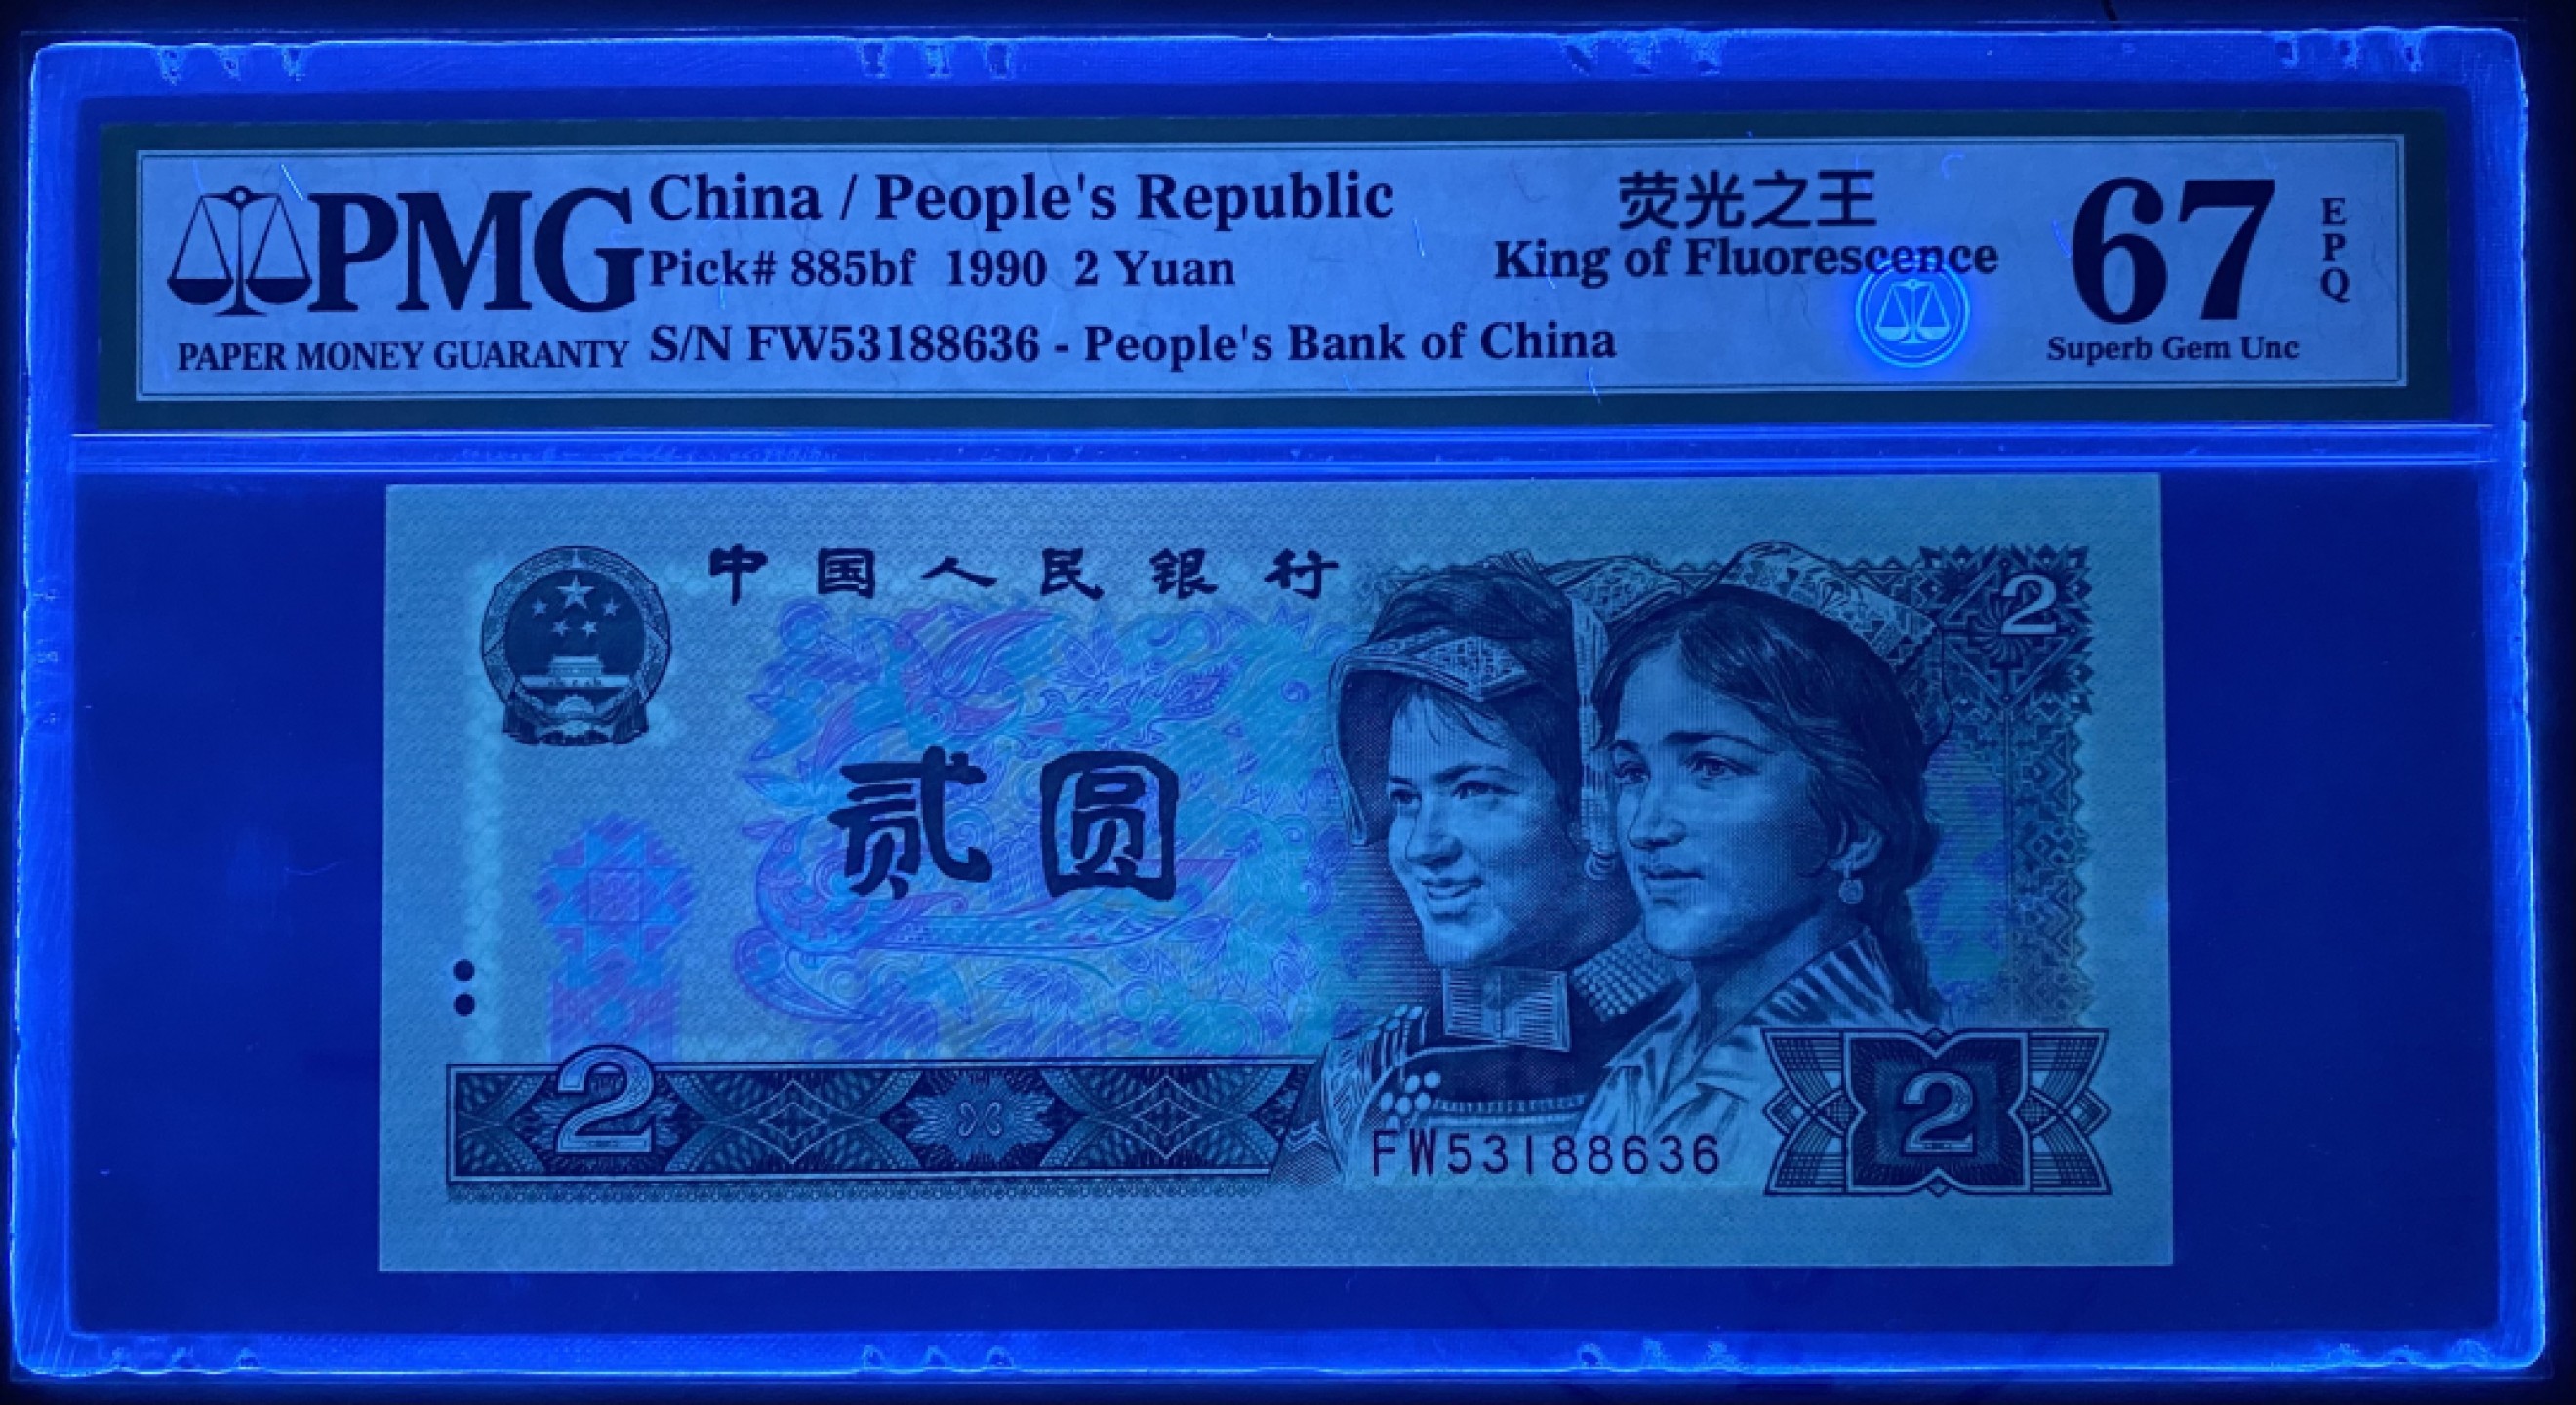 PMG
PAPER MONEY GUARANTY
China / People's Republic
Pick# 885bf 1990 2 Yuan
S/N FW53188636 - People's Bank of China
荧光之王
King of Fluorescence
67
EPQ
Superb Gem Unc
中国人民银行
2
贰圆
2
FW53188636
2